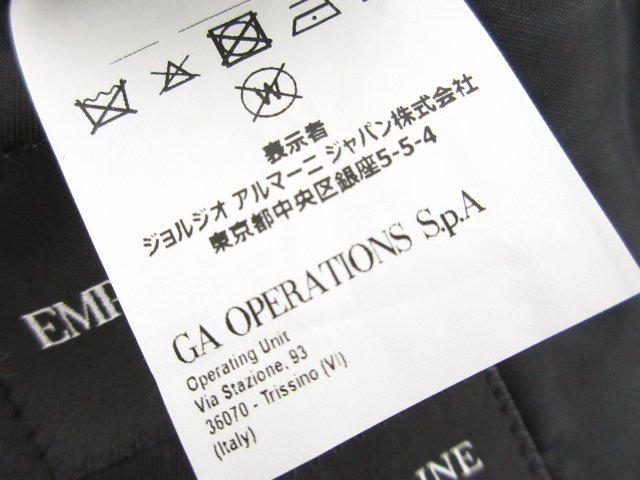 W
表示者
ジョルジオ アルマーニ ジャパン株式会社
東京都中央区銀座5-5-4
GA OPERATIONS S.p.A
Operating Unit
Via Stazione, 93
36070 - Trissino (VI)
(Italy)